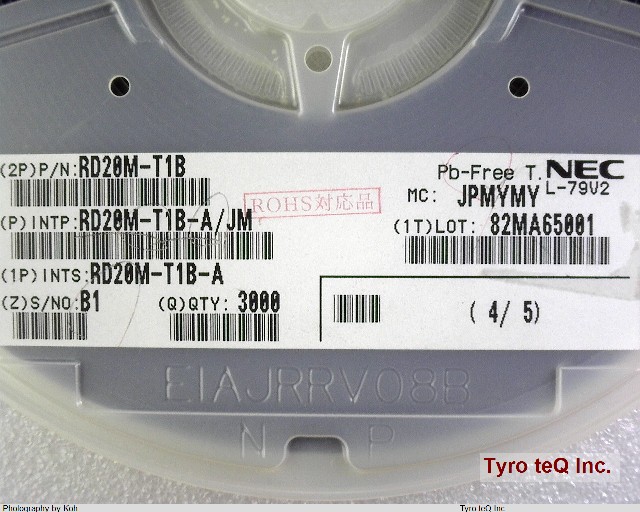 (2P)P/N:RD20M-T1B
Pb-Free T. NEC
MC: JPMYMY L-79V2
ROHS対応品
(P)INTP:RD20M-T1B-A/JM
(1T)LOT: 82MA65001
(1P)INTS:RD20M-T1B-A
(Z)S/NO:B1 (Q)QTY: 3000
( 4/ 5)
EIAJRRV08B
N P
Tyro teQ Inc.
Photography by Koh
Tyro teQ Inc